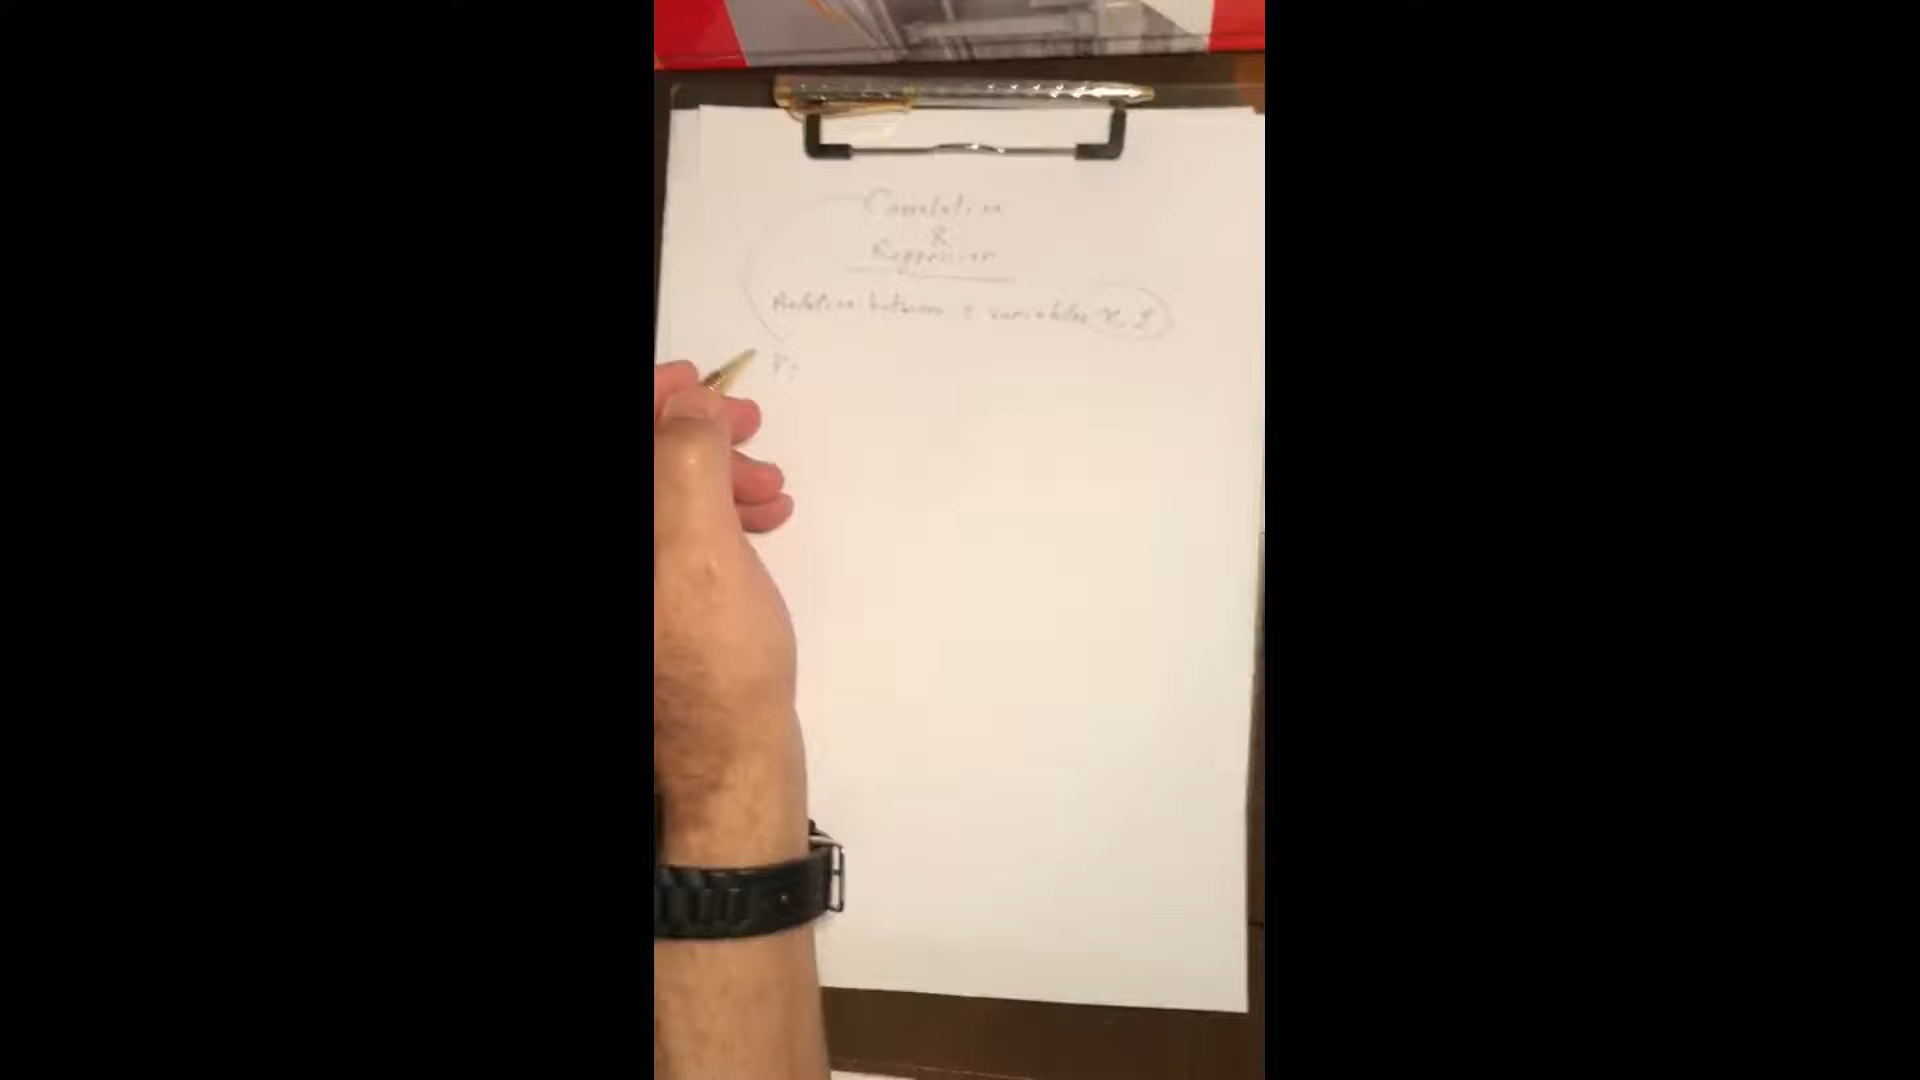 Correlation
&
Regression
Relation between 2 variables x, y
r: